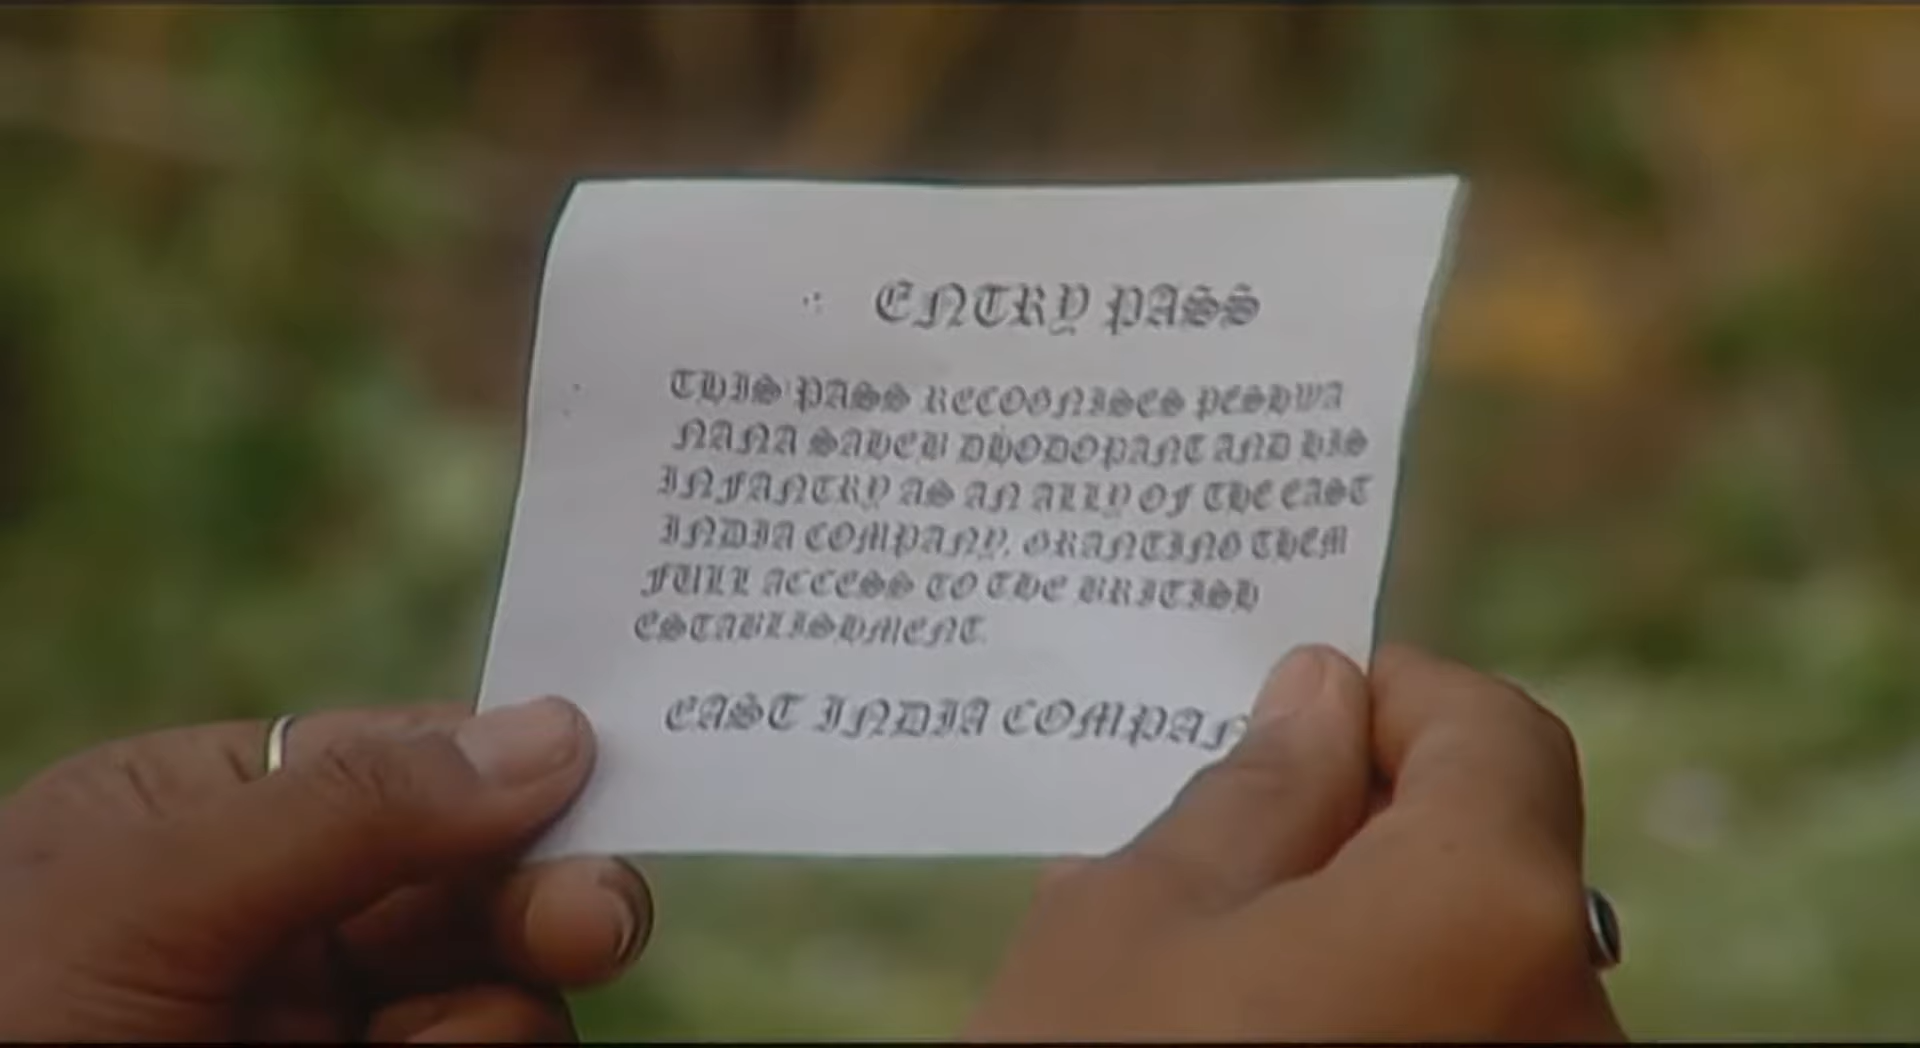 ENTRY PASS
THIS PASS RECOGNISES PESHWA
NANA SAHEB DHODOPANT AND HIS
INFANTRY AS AN ALLY OF THE EAST
INDIA COMPANY, GRANTING THEM
FULL ACCESS TO THE BRITISH
ESTABLISHMENT.
EAST INDIA COMPAN